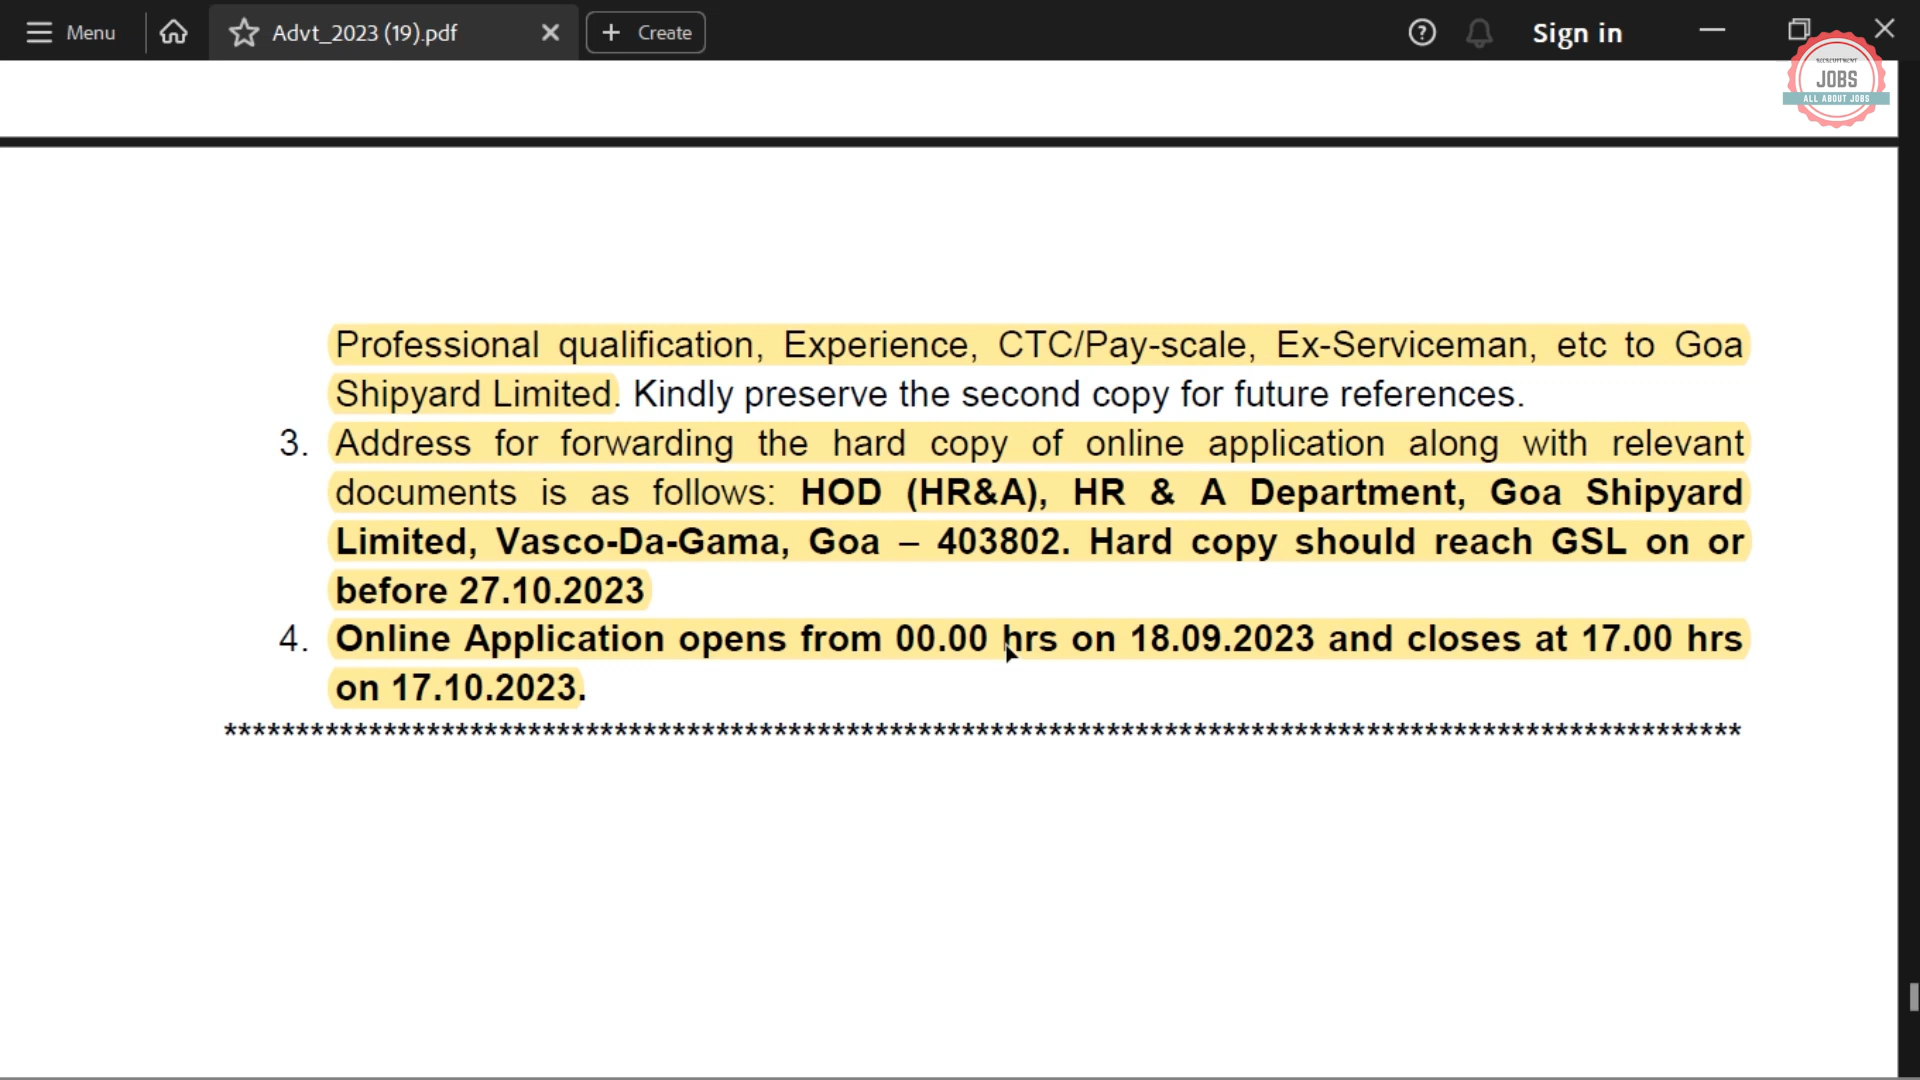 Menu
Advt_2023 (19).pdf
Create
Sign in
RECRUITMENT
JOBS
ALL ABOUT JOBS
Professional qualification, Experience, CTC/Pay-scale, Ex-Serviceman, etc to Goa
Shipyard Limited. Kindly preserve the second copy for future references.
3. Address for forwarding the hard copy of online application along with relevant
documents is as follows: HOD (HR&A), HR & A Department, Goa Shipyard
Limited, Vasco-Da-Gama, Goa – 403802. Hard copy should reach GSL on or
before 27.10.2023
4. Online Application opens from 00.00 hrs on 18.09.2023 and closes at 17.00 hrs
on 17.10.2023.
*********************************************************************************************************